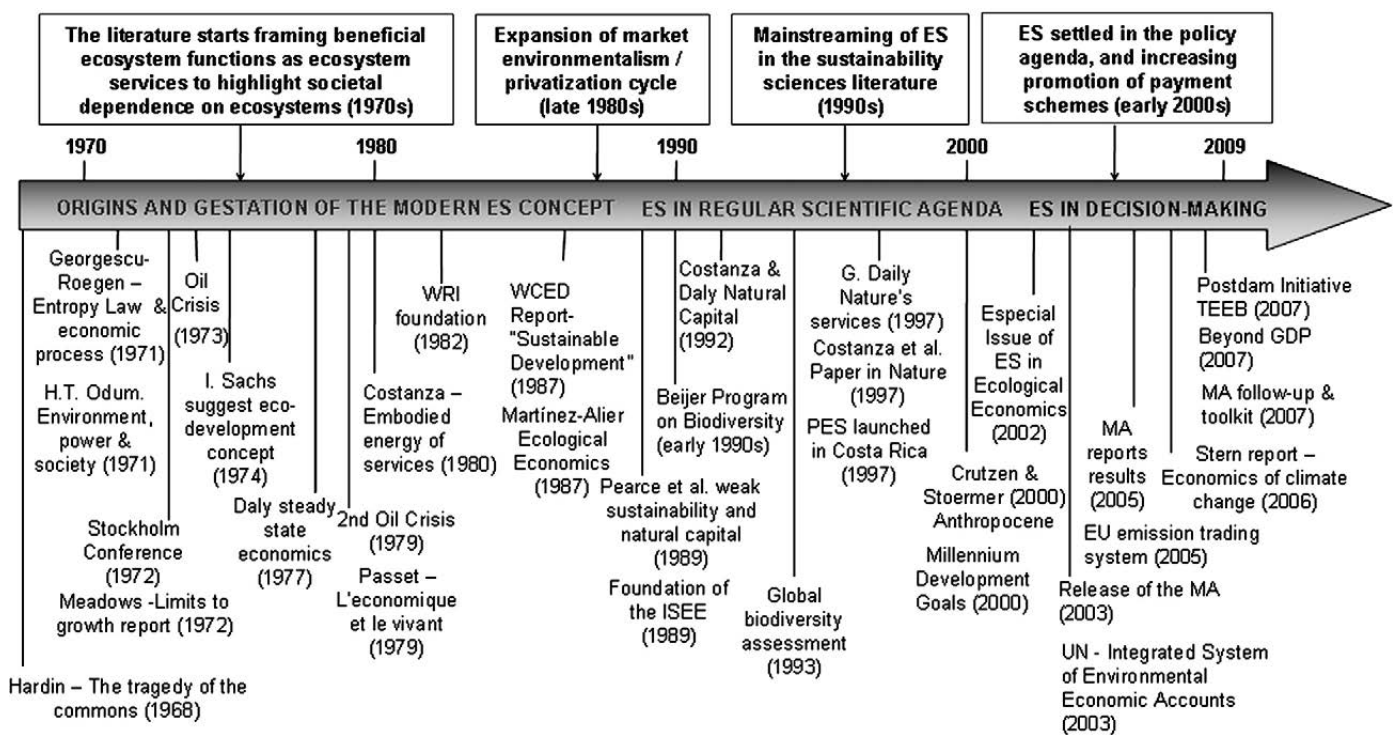 The literature starts framing beneficial
ecosystem functions as ecosystem
services to highlight societal
dependence on ecosystems (1970s)
Expansion of market
environmentalism /
privatization cycle
(late 1980s)
Mainstreaming of ES
in the sustainability
sciences literature
(1990s)
ES settled in the policy
agenda, and increasing
promotion of payment
schemes (early 2000s)
1970
1980
1990
2000
2009
ORIGINS AND GESTATION OF THE MODERN ES CONCEPT
ES IN REGULAR SCIENTIFIC AGENDA
ES IN DECISION-MAKING
Georgescu-
Roegen –
Entropy Law &
economic
process (1971)
H.T. Odum.
Environment,
power &
society
(1971)
Oil
Crisis
(1973)
I. Sachs
suggest eco-
development
concept
(1974)
Stockholm
Conference
(1972)
Meadows -Limits to
growth report (1972)
Hardin – The tragedy of the
commons (1968)
Daly steady
state
economics
(1977)
2nd Oil Crisis
(1979)
Passet –
L'economique
et le vivant
(1979)
Costanza –
Embodied
energy of
services (1980)
WRI
foundation
(1982)
WCED
Report-
"Sustainable
Development"
(1987)
Martínez-Alier
Ecological
Economics
(1987)
Pearce et al. weak
sustainability and
natural capital
(1989)
Foundation of
the ISEE
(1989)
Beijer Program
on Biodiversity
(early 1990s)
Costanza &
Daly Natural
Capital
(1992)
Global
biodiversity
assessment
(1993)
G. Daily
Nature's
services (1997)
Costanza et al.
Paper in Nature
(1997)
PES launched
in Costa Rica
(1997)
Crutzen &
Stoermer (2000)
Anthropocene
Millennium
Development
Goals (2000)
Especial
Issue of
ES in
Ecological
Economics
(2002)
Release of the MA
(2003)
UN - Integrated System
of Environmental
Economic Accounts
(2003)
MA
reports
results
(2005)
EU emission trading
system (2005)
Stern report –
Economics of climate
change (2006)
Postdam Initiative
TEEB (2007)
Beyond GDP
(2007)
MA follow-up &
toolkit (2007)